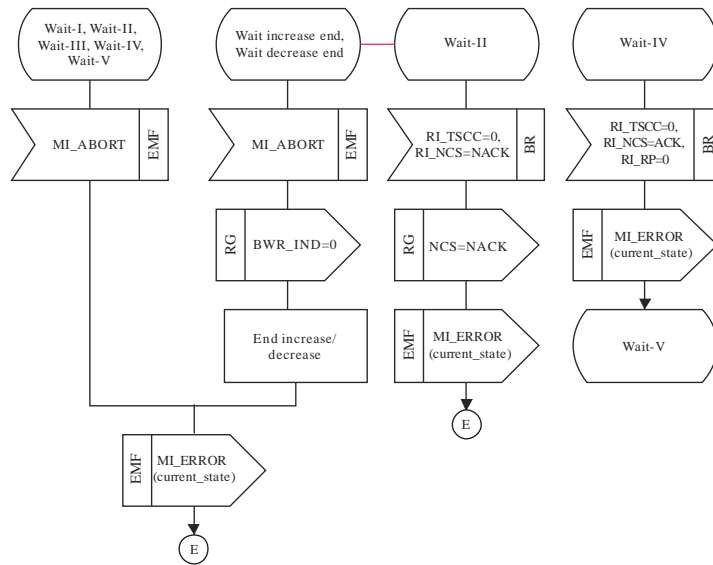 Wait-I, Wait-II,
Wait-III, Wait-IV,
Wait-V
MI_ABORT
EMF
Wait increase end,
Wait decrease end
MI_ABORT
EMF
RG
BWR_IND=0
End increase/
decrease
EMF
MI_ERROR
(current_state)
E
Wait-II
RI_TSCC=0,
RI_NCS=NACK
BR
RG
NCS=NACK
EMF
MI_ERROR
(current_state)
E
Wait-IV
RI_TSCC=0,
RI_NCS=ACK,
RI_RP=0
BR
EMF
MI_ERROR
(current_state)
Wait-V